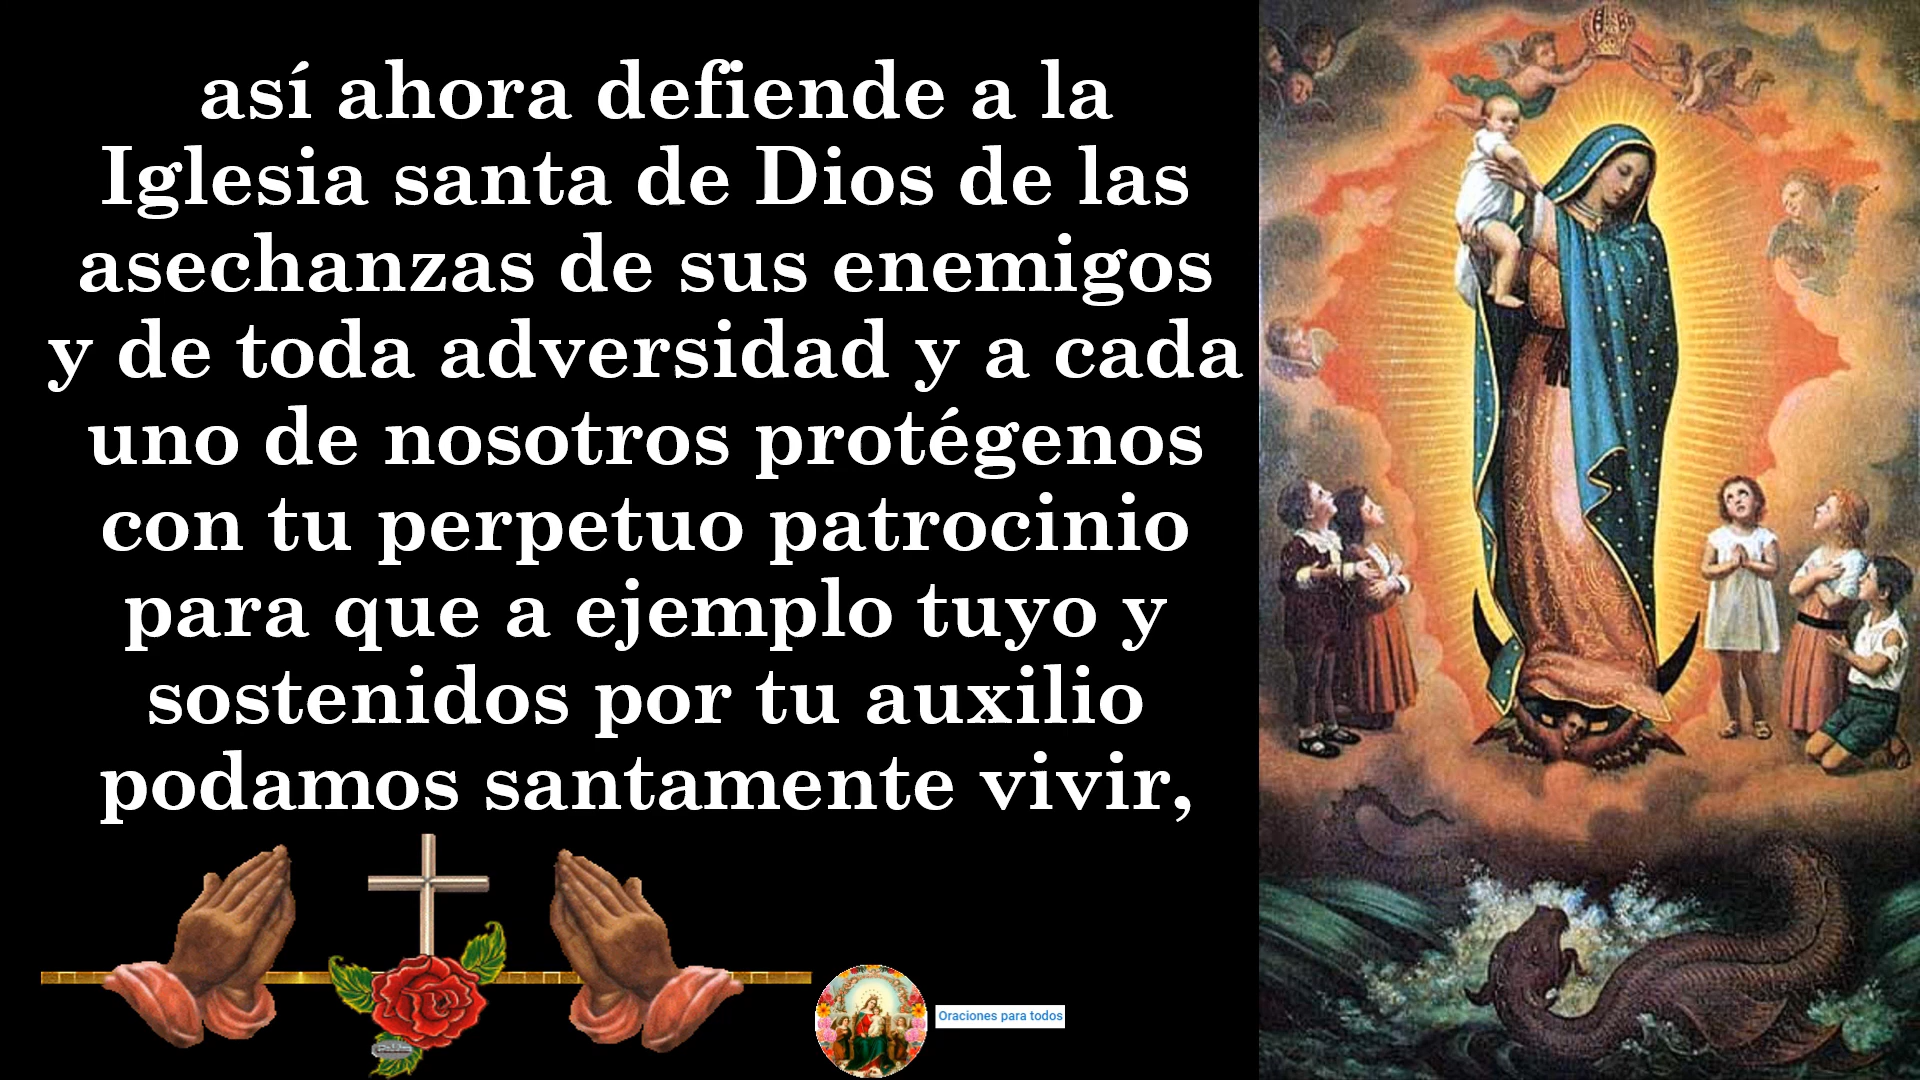 así ahora defiende a la
Iglesia santa de Dios de las
asechanzas de sus enemigos
y de toda adversidad y a cada
uno de nosotros protégenos
con tu perpetuo patrocinio
para que a ejemplo tuyo y
sostenidos por tu auxilio
podamos santamente vivir,
Oraciones para todos